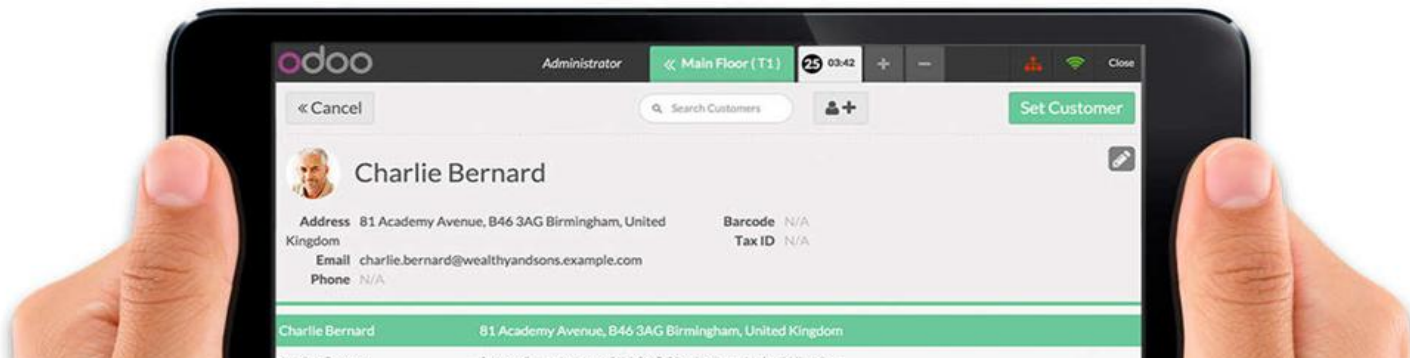 odoo Administrator « Main Floor ( T1 ) 25 03:42 + − Close
« Cancel Search Customers Set Customer
Charlie Bernard
Address 81 Academy Avenue, B46 3AG Birmingham, United Kingdom
Barcode N/A
Tax ID N/A
Email charlie.bernard@wealthyandsons.example.com
Phone N/A
Charlie Bernard 81 Academy Avenue, B46 3AG Birmingham, United Kingdom